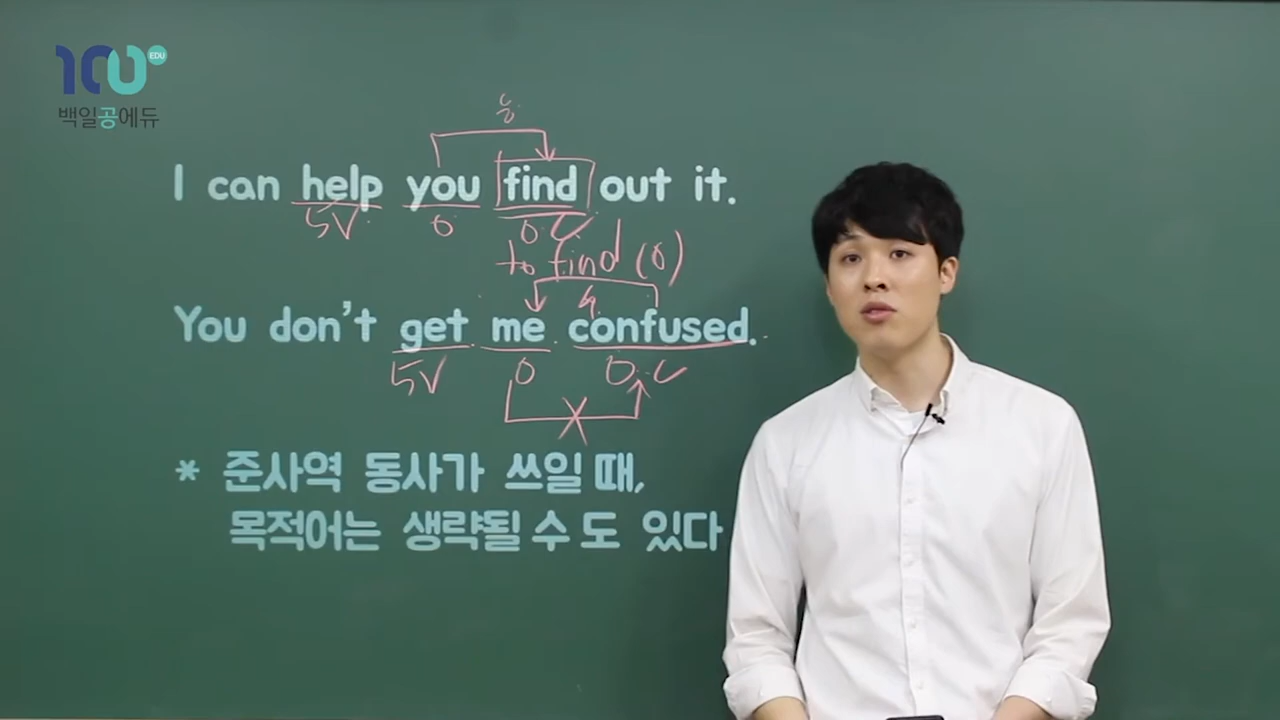 100 EDU
백일공에듀
능
I can help you find out it.
5V O O.C
to find (O)
You don't get me confused.
5V O O.C
* 준사역 동사가 쓰일 때,
목적어는 생략될 수 도 있다